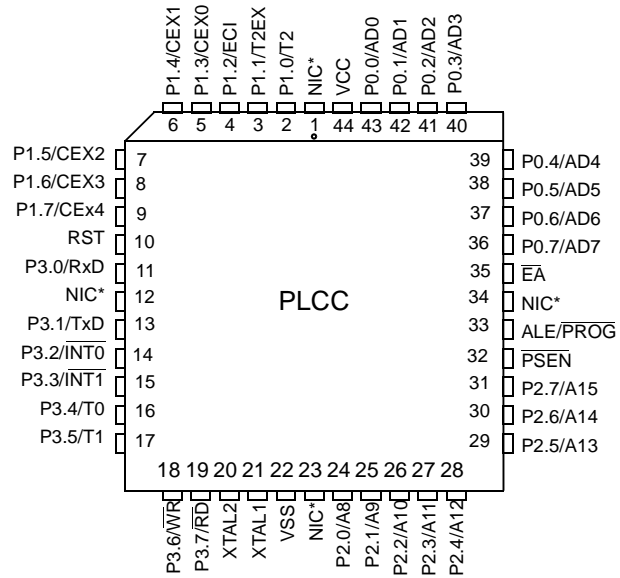 P1.4/CEX1
P1.3/CEX0
P1.2/ECI
P1.1/T2EX
P1.0/T2
NIC*
VCC
P0.0/AD0
P0.1/AD1
P0.2/AD2
P0.3/AD3
6 5 4 3 2 1 44 43 42 41 40
P1.5/CEX2 7
P1.6/CEX3 8
P1.7/CEx4 9
RST 10
P3.0/RxD 11
NIC* 12
P3.1/TxD 13
P3.2/INT0 14
P3.3/INT1 15
P3.4/T0 16
P3.5/T1 17
PLCC
39 P0.4/AD4
38 P0.5/AD5
37 P0.6/AD6
36 P0.7/AD7
35 EA
34 NIC*
33 ALE/PROG
32 PSEN
31 P2.7/A15
30 P2.6/A14
29 P2.5/A13
18 19 20 21 22 23 24 25 26 27 28
P3.6/WR
P3.7/RD
XTAL2
XTAL1
VSS
NIC*
P2.0/A8
P2.1/A9
P2.2/A10
P2.3/A11
P2.4/A12